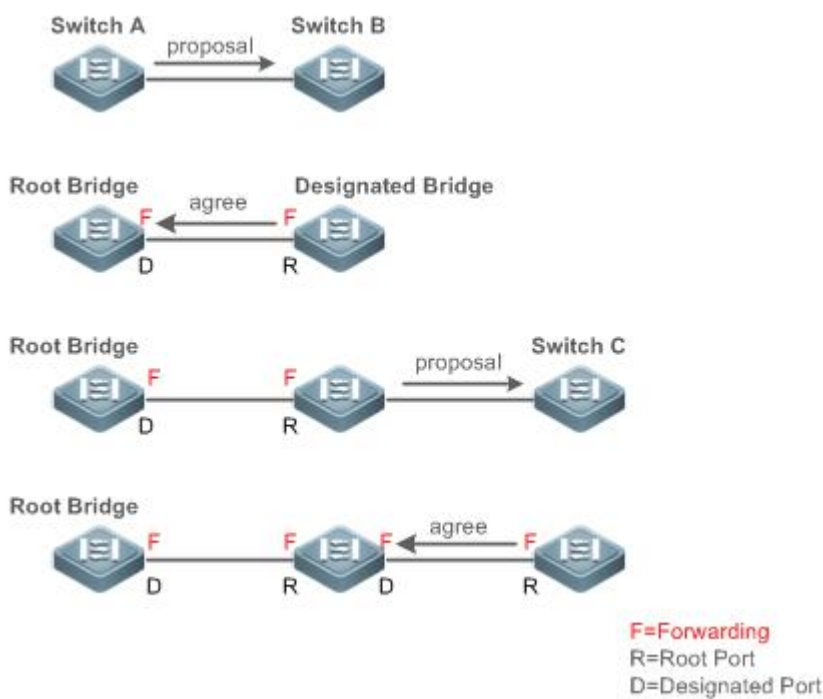 Switch A
Switch B
proposal
Root Bridge
Designated Bridge
F
agree
F
D
R
Root Bridge
Switch C
F
F
proposal
D
R
Root Bridge
F
F
F
agree
F
D
R
D
R
F=Forwarding
R=Root Port
D=Designated Port